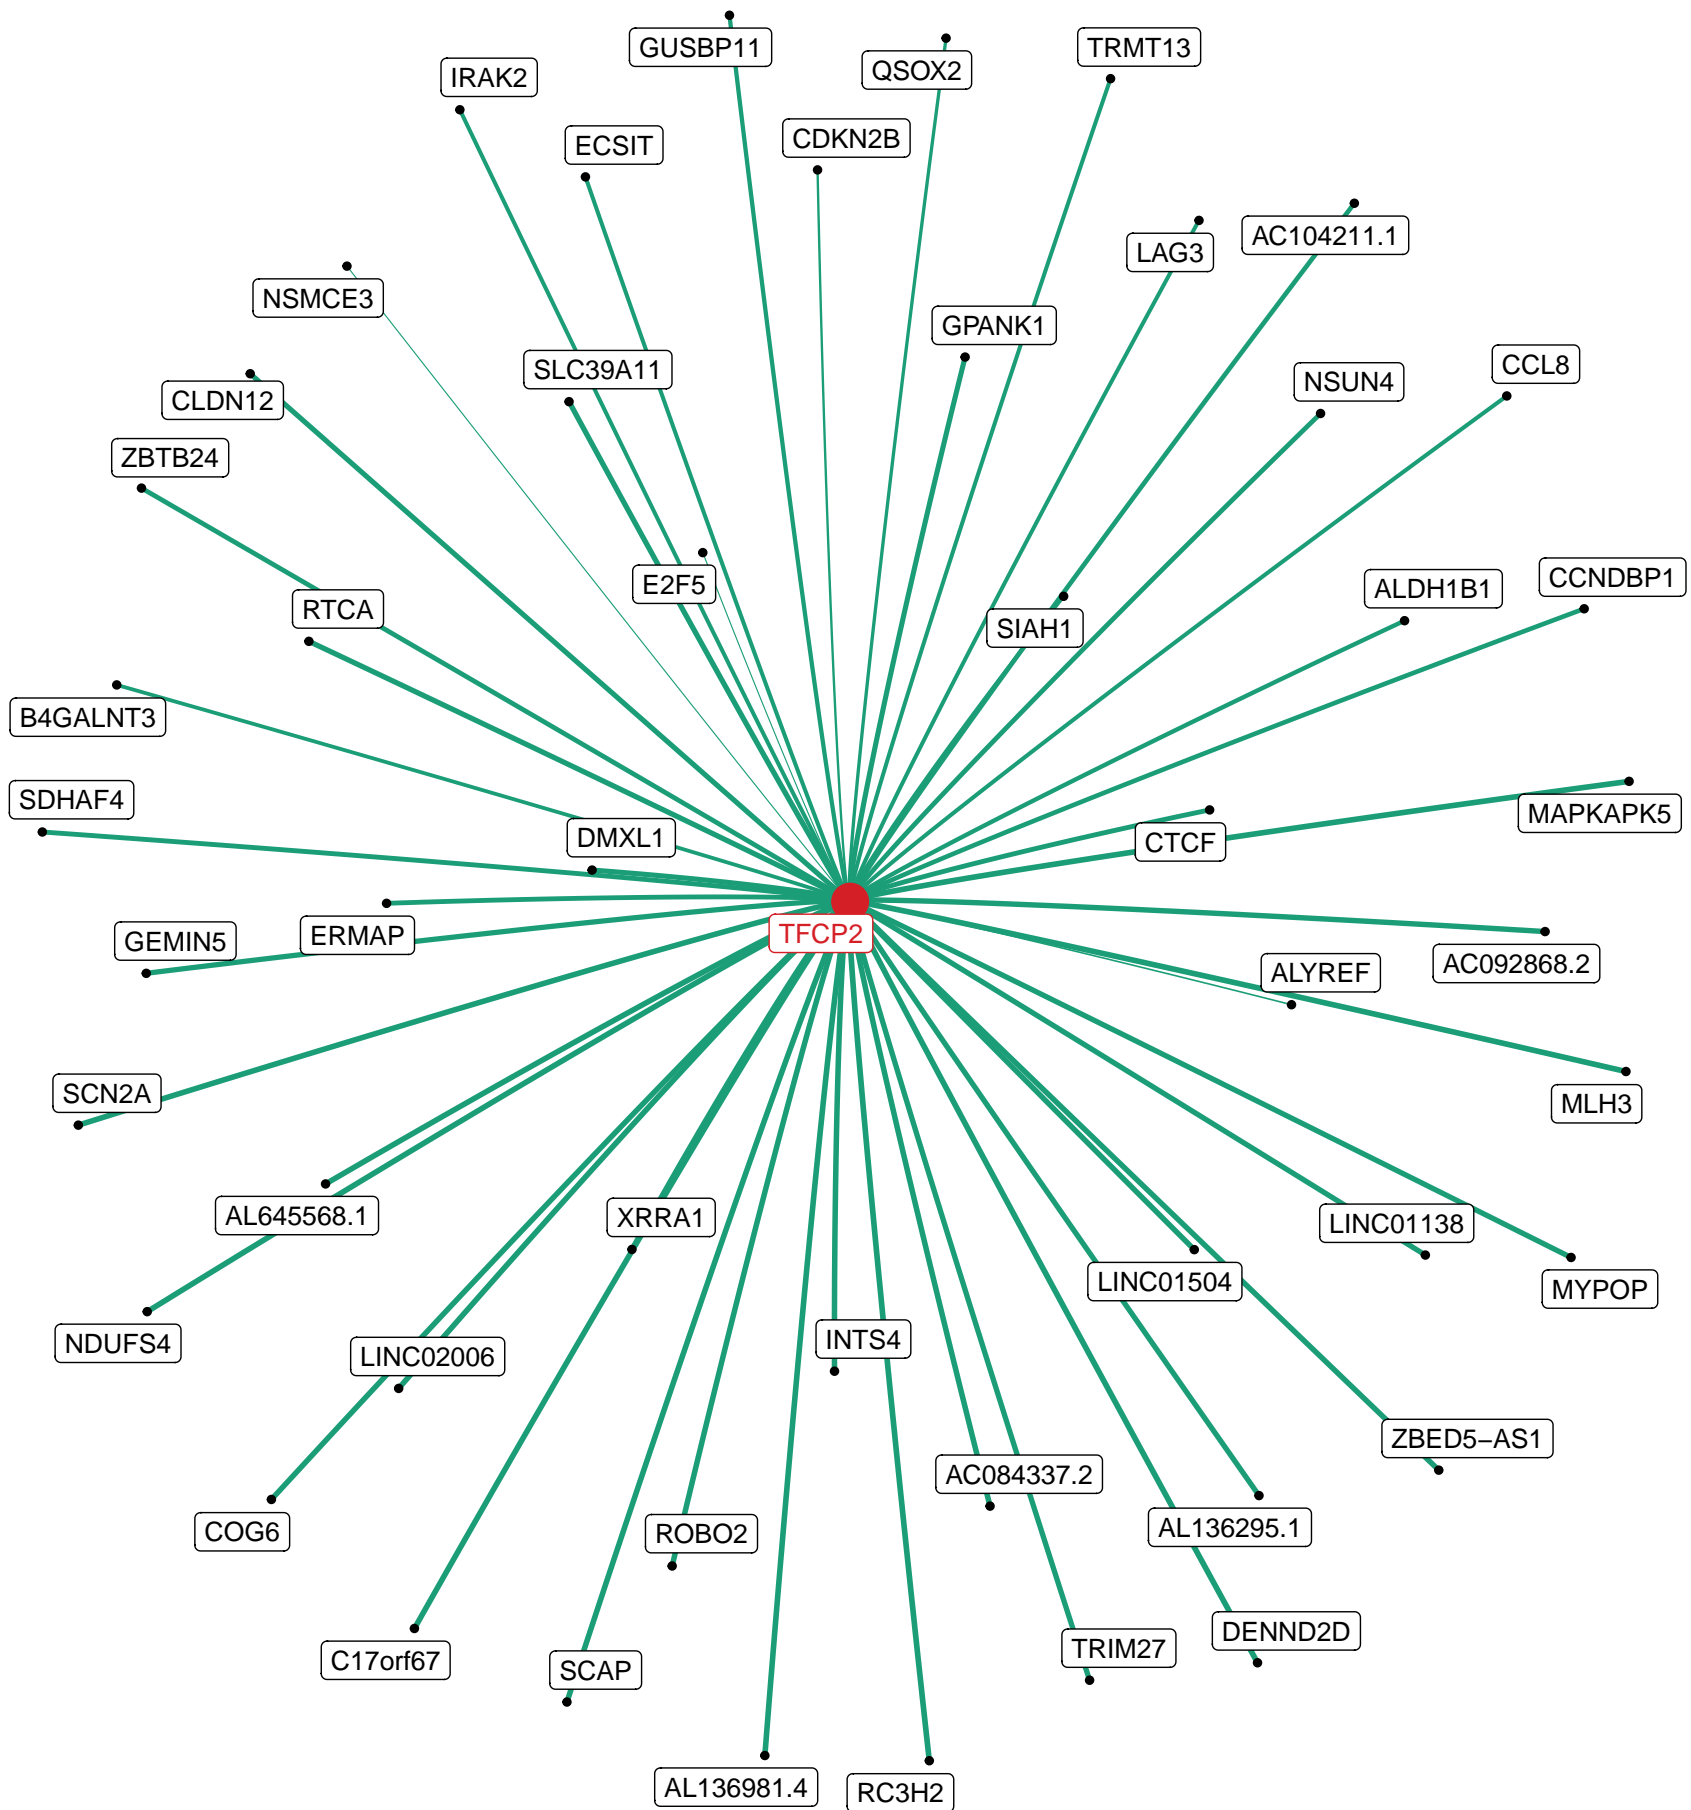 GUSBP11
TRMT13
QSOX2
IRAK2
CDKN2B
ECSIT
AC104211.1
LAG3
NSMCE3
GPANK1
CCL8
SLC39A11
NSUN4
CLDN12
ZBTB24
CCNDBP1
E2F5
ALDH1B1
RTCA
SIAH1
B4GALNT3
SDHAF4
MAPKAPK5
DMXL1
CTCF
TFCP2
ERMAP
GEMIN5
AC092868.2
ALYREF
SCN2A
MLH3
AL645568.1
XRRA1
LINC01138
LINC01504
MYPOP
NDUFS4
INTS4
LINC02006
ZBED5−AS1
AC084337.2
AL136295.1
COG6
ROBO2
DENND2D
TRIM27
C17orf67
SCAP
AL136981.4
RC3H2